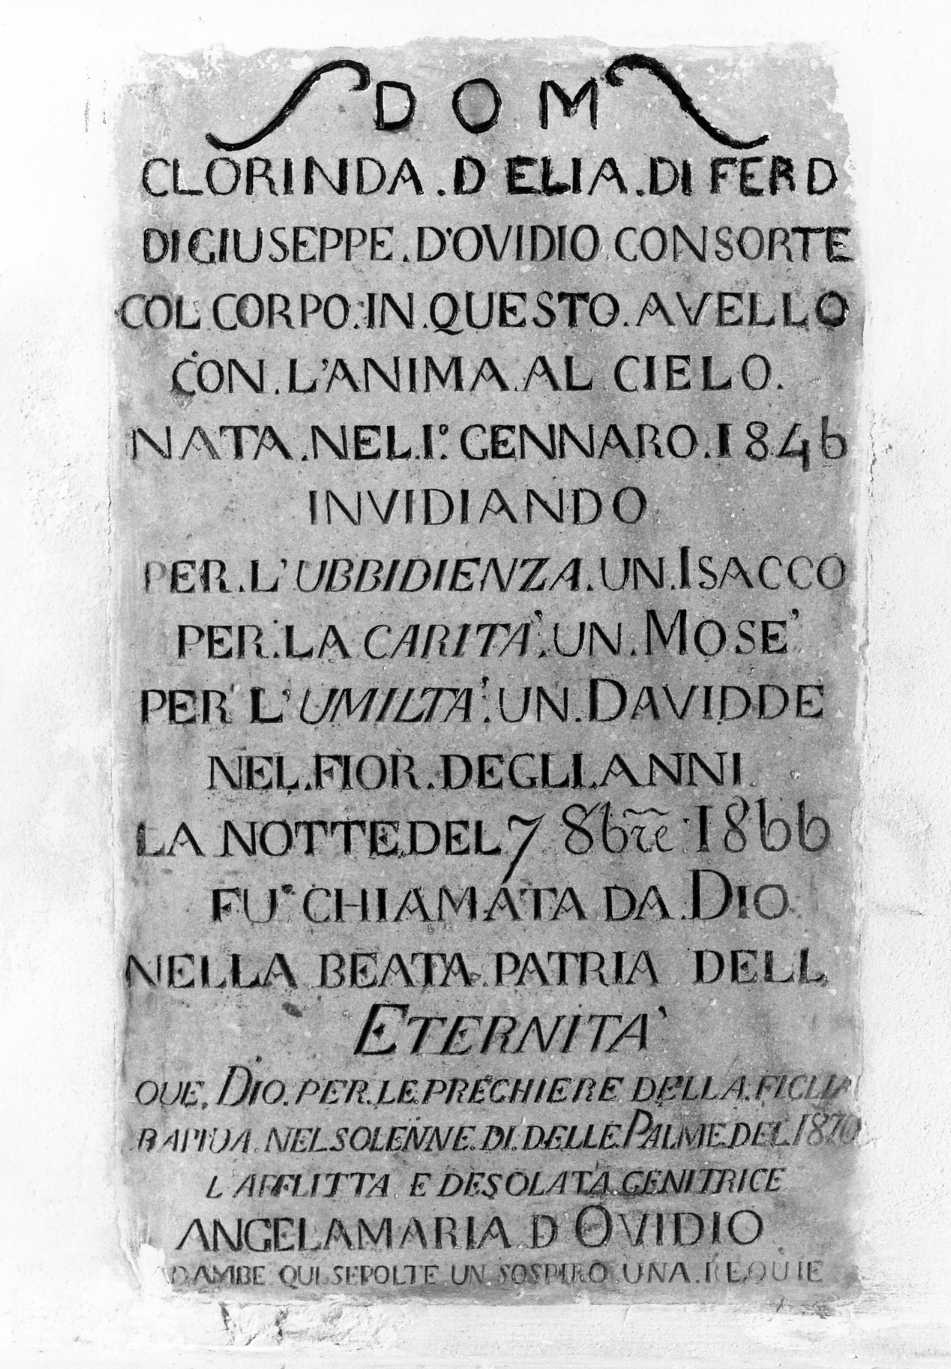 D O M
CLORINDA.D ELIA.DI FERD
DI GIUSEPPE.D'OVIDIO CONSORTE
COL CORPO.IN.QUESTO.AVELLO
CON.L'ANIMA.AL CIELO.
NATA.NEL.I°.GENNARO.1846
INVIDIANDO
PER.L'UBBIDIENZA.UN.ISACCO
PER.LA CARITA'.UN.MOSE'
PER L'UMILTA'.UN.DAVIDDE
NEL.FIOR.DEGLI.ANNI
LA NOTTE.DEL 7 8bre 1866
FU' CHIAMATA DA.DIO
NELLA BEATA.PATRIA DELL
ETERNITA'
OVE.DIO.PER.LE.PREGHIERE DELLA.FIGLIA
RAPIVA.NEL SOLENNE.DI.DELLE PALME DEL 1870
L AFFLITTA E DESOLATA GENITRICE
ANGELAMARIA D OVIDIO
D'AMBE QUI SEPOLTE UN SOSPIRO UNA.REQUIE